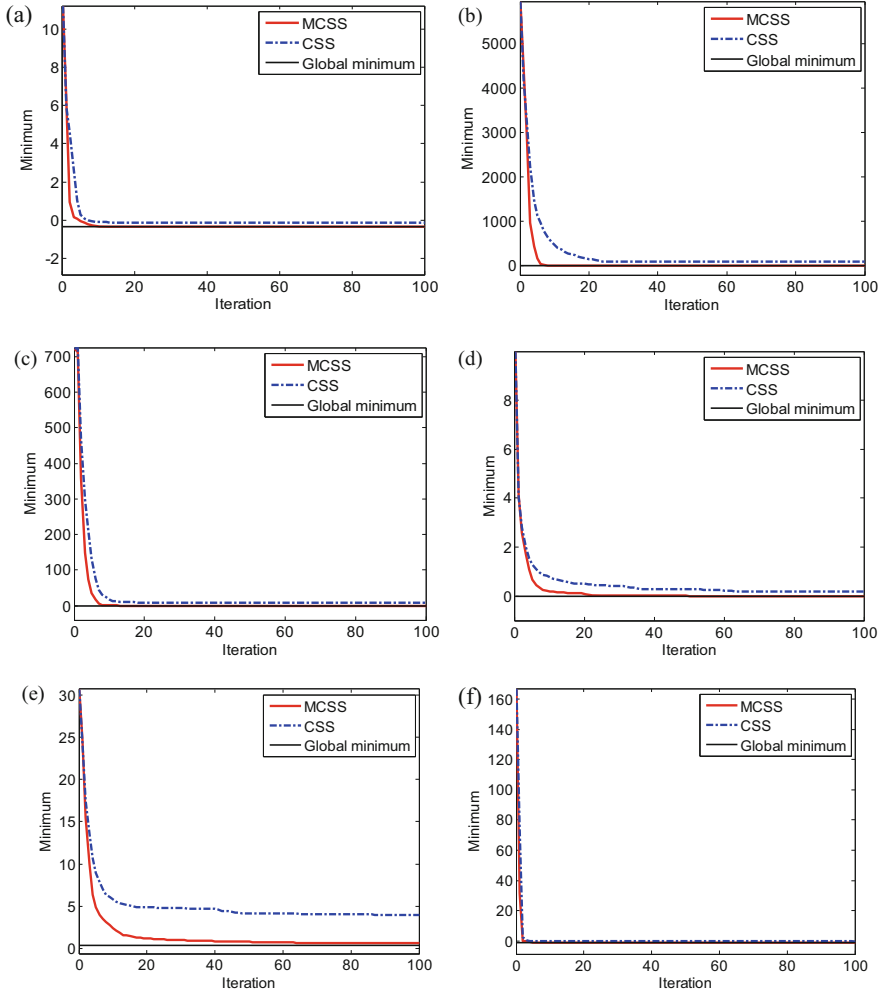 (a)
10
8
6
4
2
0
-2
Minimum
0 20 40 60 80 100
Iteration
MCSS
CSS
Global minimum
(b)
5000
4000
3000
6000
1000
0
Minimum
0 20 40 60 80 100
Iteration
MCSS
CSS
Global minimum
(c)
700
600
500
400
300
200
100
0
Minimum
0 20 40 60 80 100
Iteration
MCSS
CSS
Global minimum
(d)
8
6
4
2
0
Minimum
0 20 40 60 80 100
Iteration
MCSS
CSS
Global minimum
(e)
30
25
20
15
10
5
0
Minimum
0 20 40 60 80 100
Iteration
MCSS
CSS
Global minimum
(f)
160
140
120
100
80
60
40
20
0
Minimum
0 20 40 60 80 100
Iteration
MCSS
CSS
Global minimum